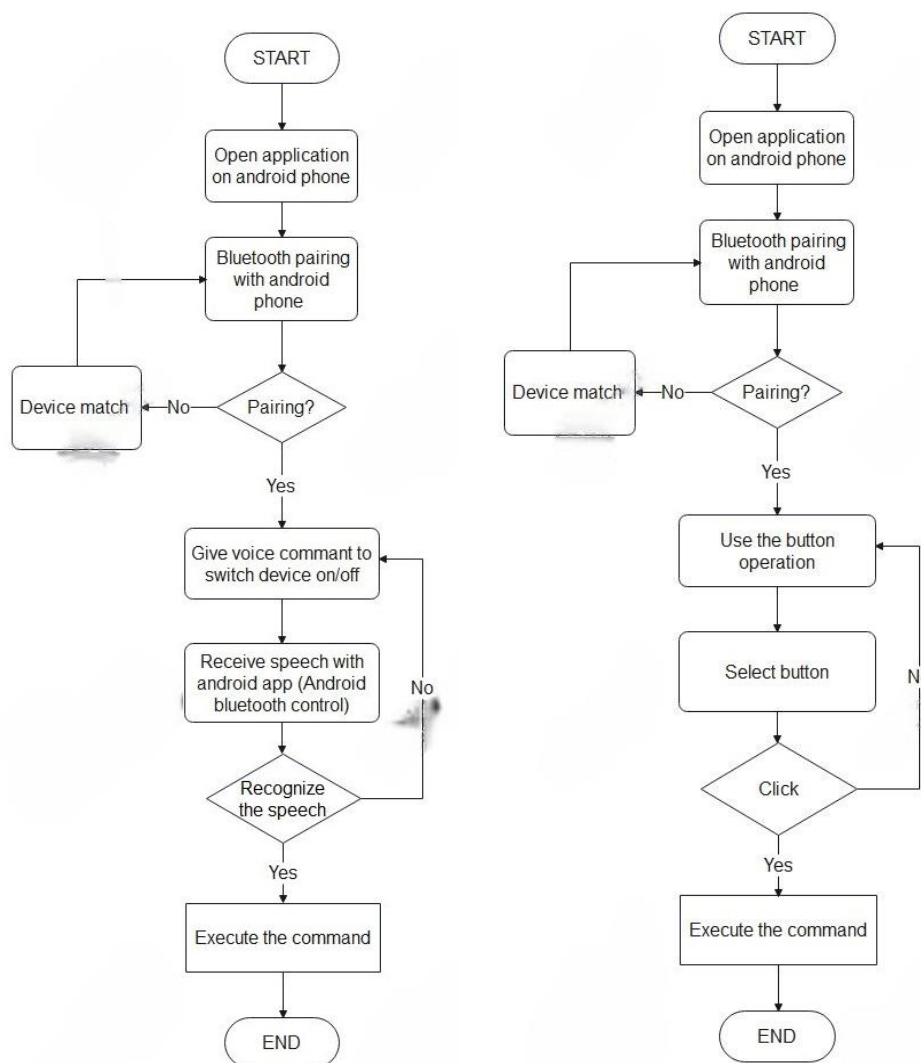 START
Open application
on android phone
Bluetooth pairing
with android
phone
Pairing?
No
Device match
Yes
Give voice commant to
switch device on/off
Receive speech with
android app (Android
bluetooth control)
No
Recognize
the speech
Yes
Execute the command
END
START
Open application
on android phone
Bluetooth pairing
with android
phone
Pairing?
No
Device match
Yes
Use the button
operation
Select button
N
Click
Yes
Execute the command
END